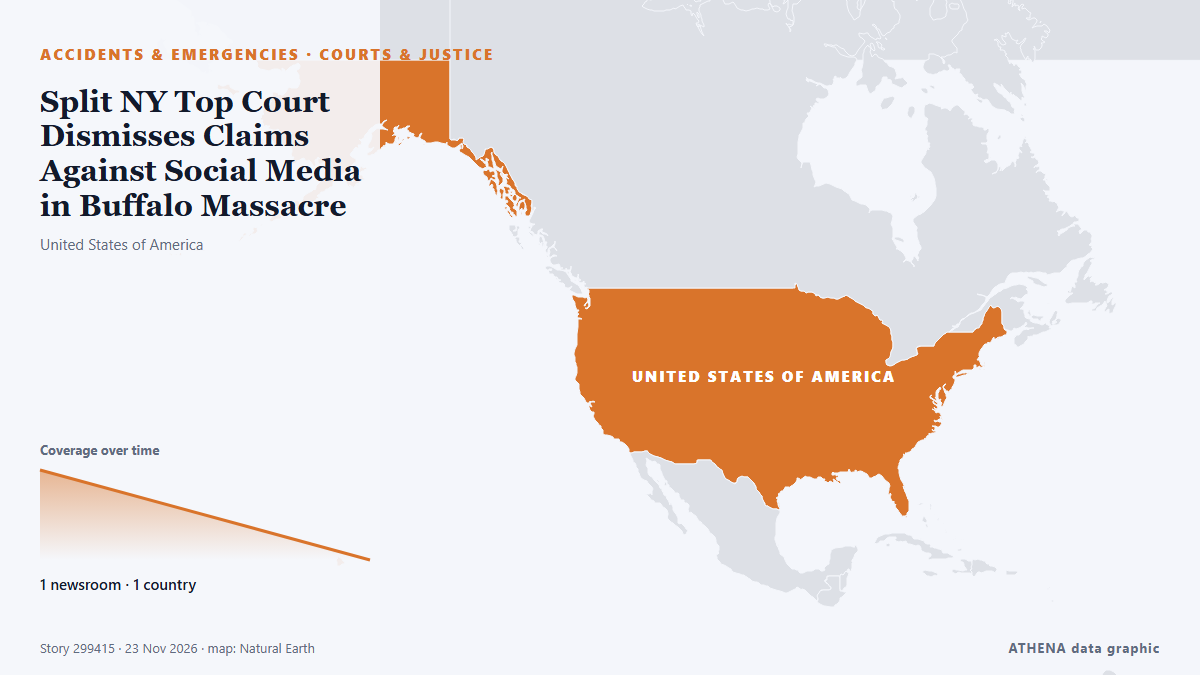 ACCIDENTS & EMERGENCIES · COURTS & JUSTICE
Split NY Top Court
Dismisses Claims
Against Social Media
in Buffalo Massacre
United States of America
UNITED STATES OF AMERICA
Coverage over time
1 newsroom · 1 country
Story 299415 · 23 Nov 2026 · map: Natural Earth
ATHENA data graphic